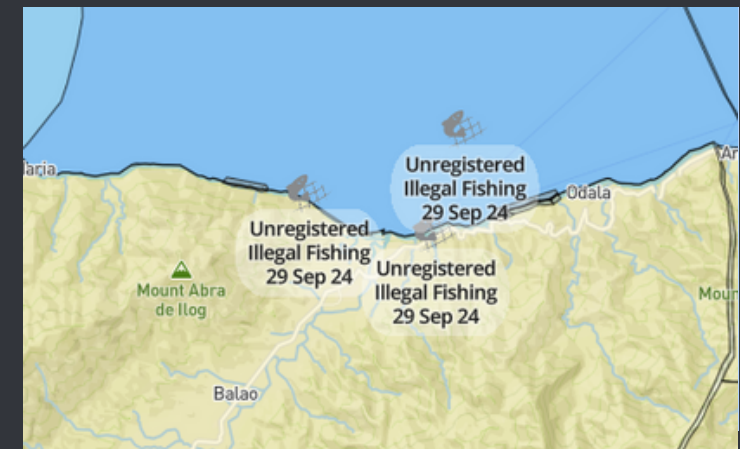 Unregistered
Illegal Fishing
29 Sep 24
Odala
Unregistered
Illegal Fishing
29 Sep 24
Unregistered
Illegal Fishing
29 Sep 24
Mount Abra
de Ilog
Balao